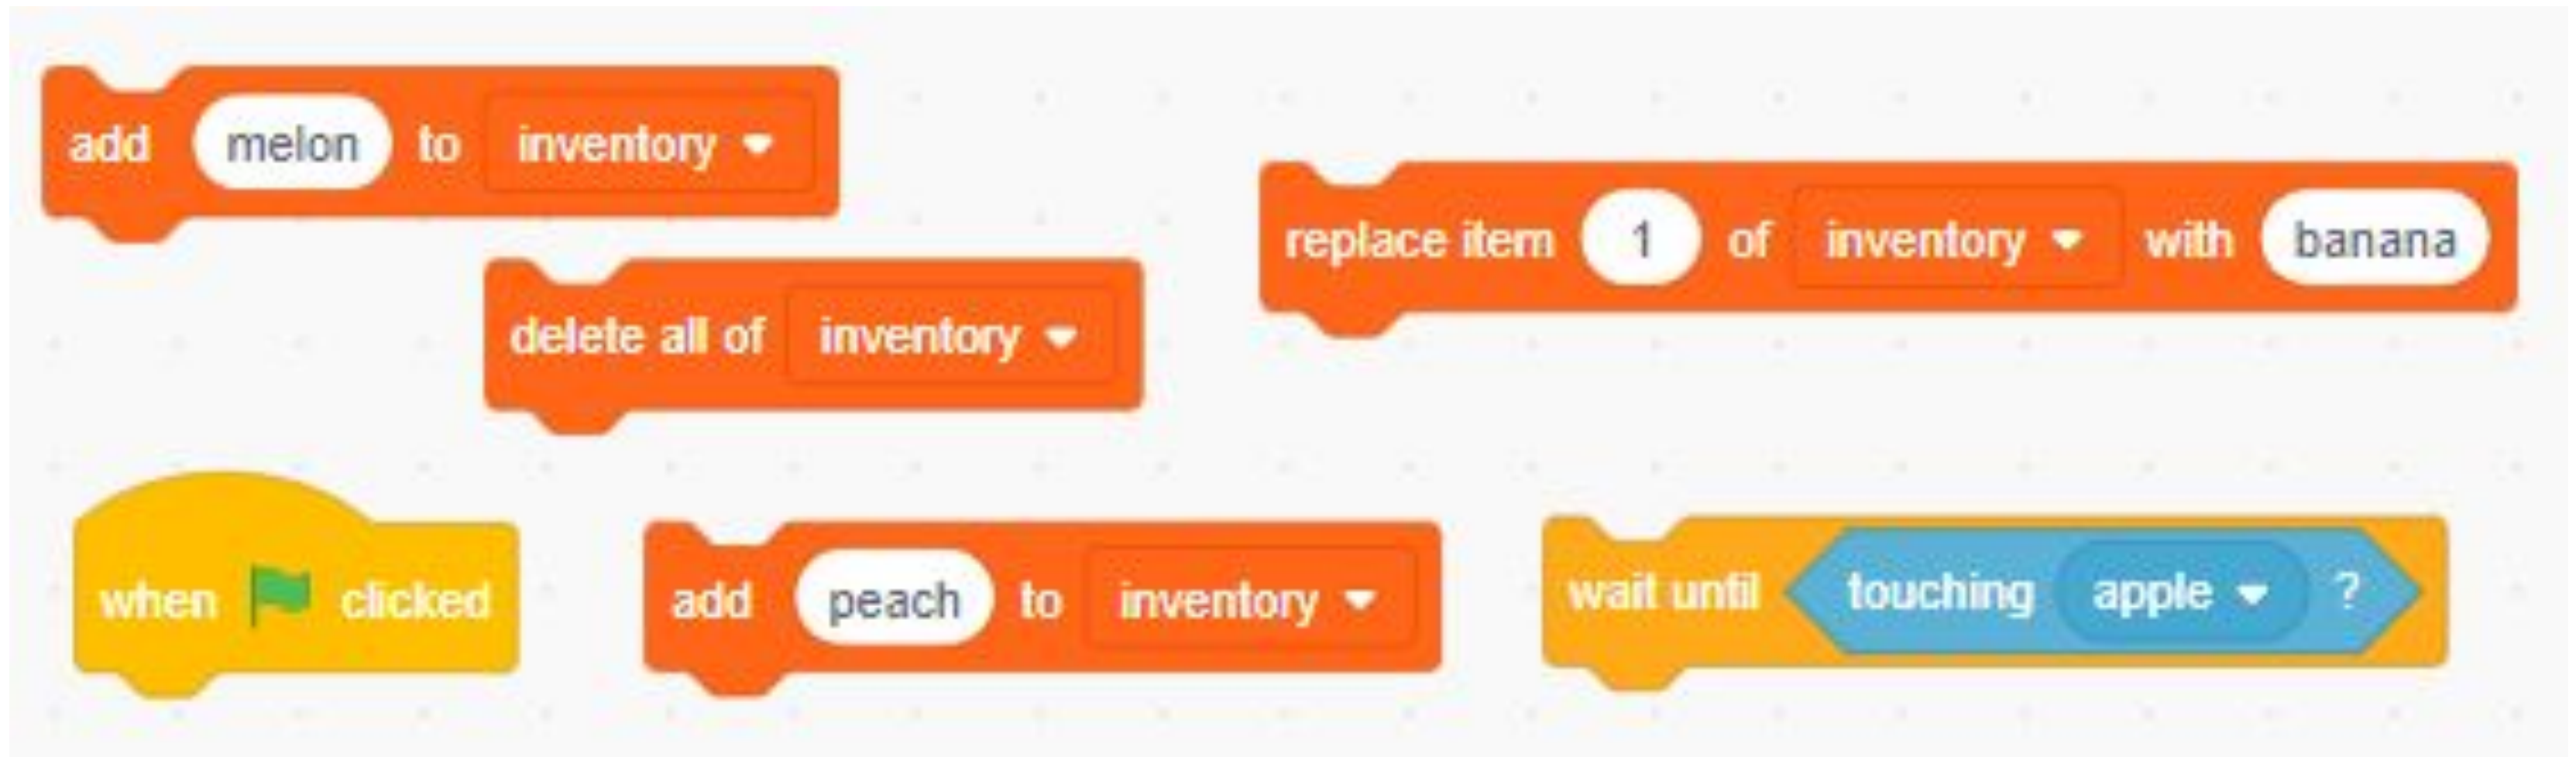 add melon to inventory
replace item 1 of inventory with banana
delete all of inventory
when clicked
add peach to inventory
wait until touching apple ?